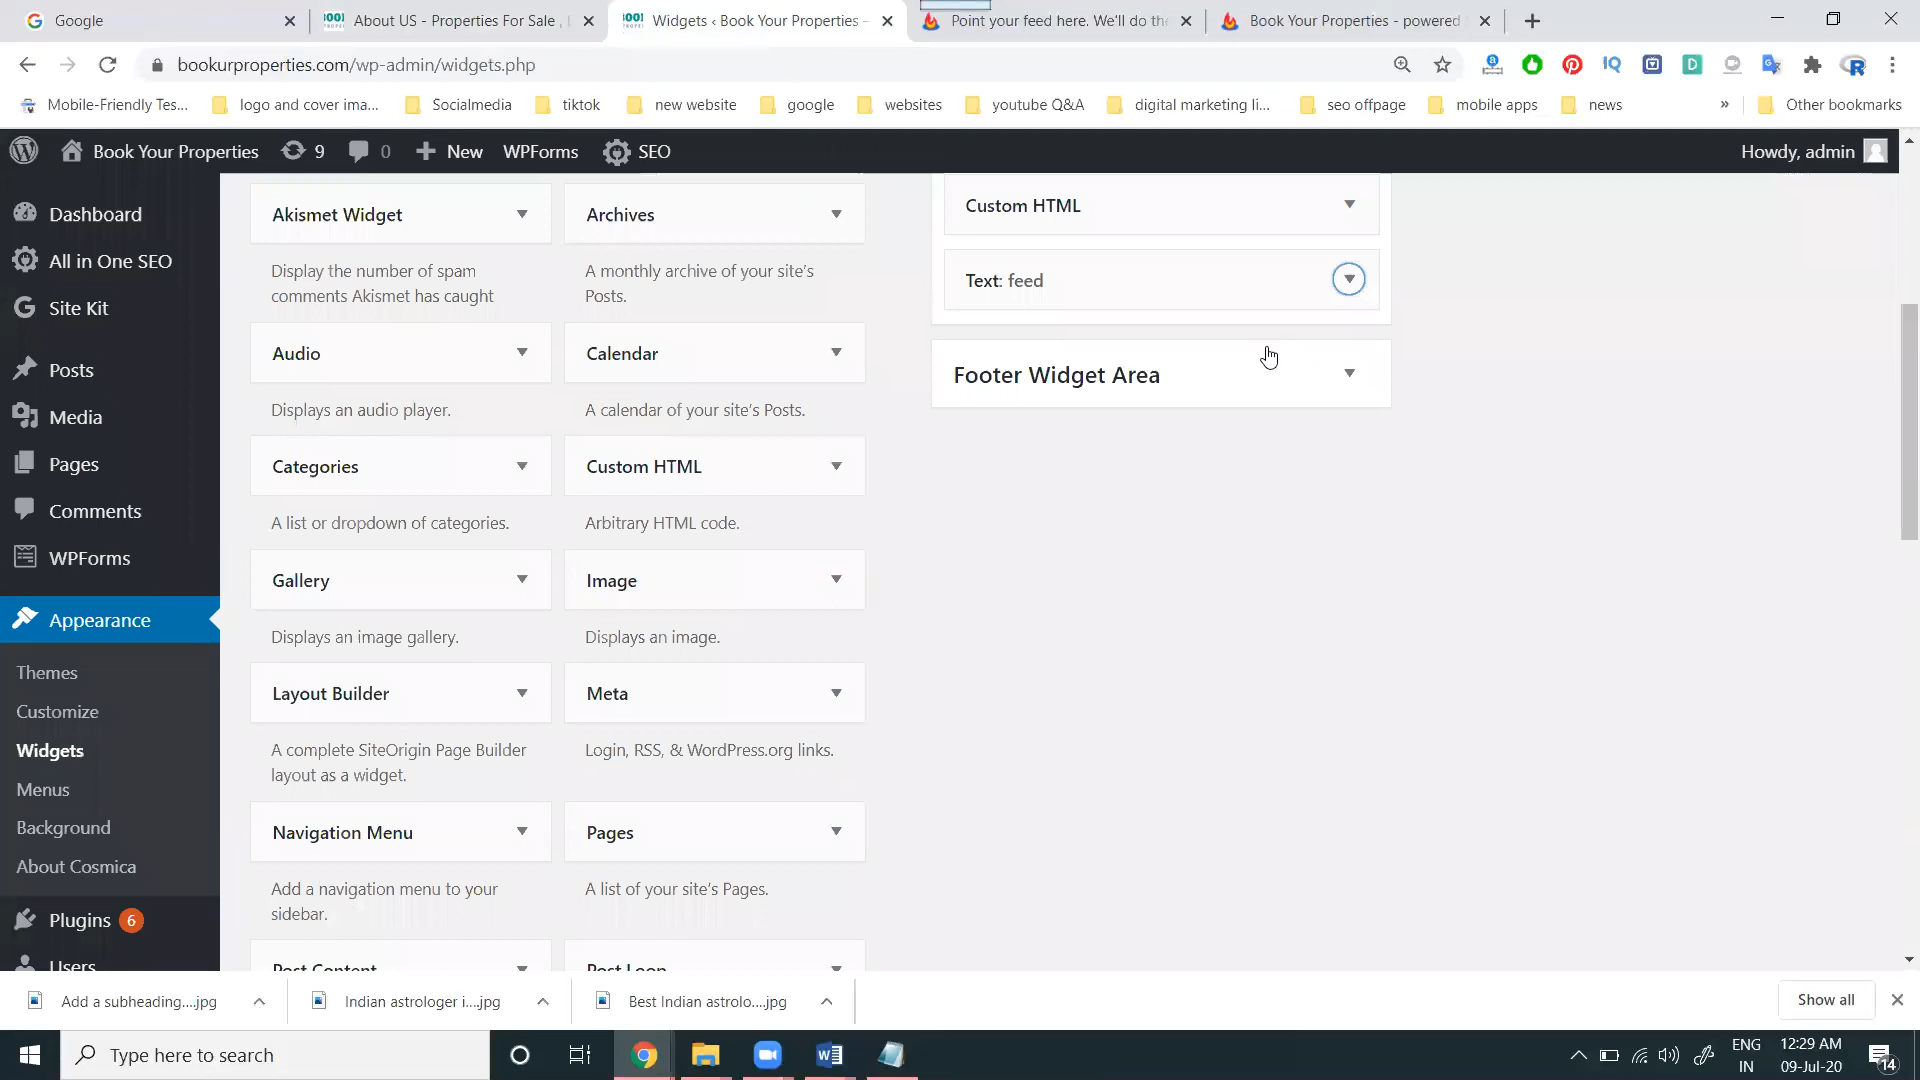 Google
About US - Properties For Sale ,
Widgets ‹ Book Your Properties –
Point your feed here. We'll do the
Book Your Properties - powered
bookurproperties.com/wp-admin/widgets.php
Mobile-Friendly Tes...
logo and cover ima...
Socialmedia
tiktok
new website
google
websites
youtube Q&A
digital marketing li...
seo offpage
mobile apps
news
»
Other bookmarks
Book Your Properties
9
0
New
WPForms
SEO
Howdy, admin
Dashboard
All in One SEO
Site Kit
Posts
Media
Pages
Comments
WPForms
Appearance
Themes
Customize
Widgets
Menus
Background
About Cosmica
Plugins 6
Users
Akismet Widget
Display the number of spam
comments Akismet has caught
Archives
A monthly archive of your site's
Posts.
Audio
Displays an audio player.
Calendar
A calendar of your site's Posts.
Categories
A list or dropdown of categories.
Custom HTML
Arbitrary HTML code.
Gallery
Displays an image gallery.
Image
Displays an image.
Layout Builder
A complete SiteOrigin Page Builder
layout as a widget.
Meta
Login, RSS, & WordPress.org links.
Navigation Menu
Add a navigation menu to your
sidebar.
Pages
A list of your site's Pages.
Post Content
Post Loop
Custom HTML
Text: feed
Footer Widget Area
Add a subheading....jpg
Indian astrologer i....jpg
Best Indian astrolo....jpg
Show all
Type here to search
ENG
IN
12:29 AM
09-Jul-20
14